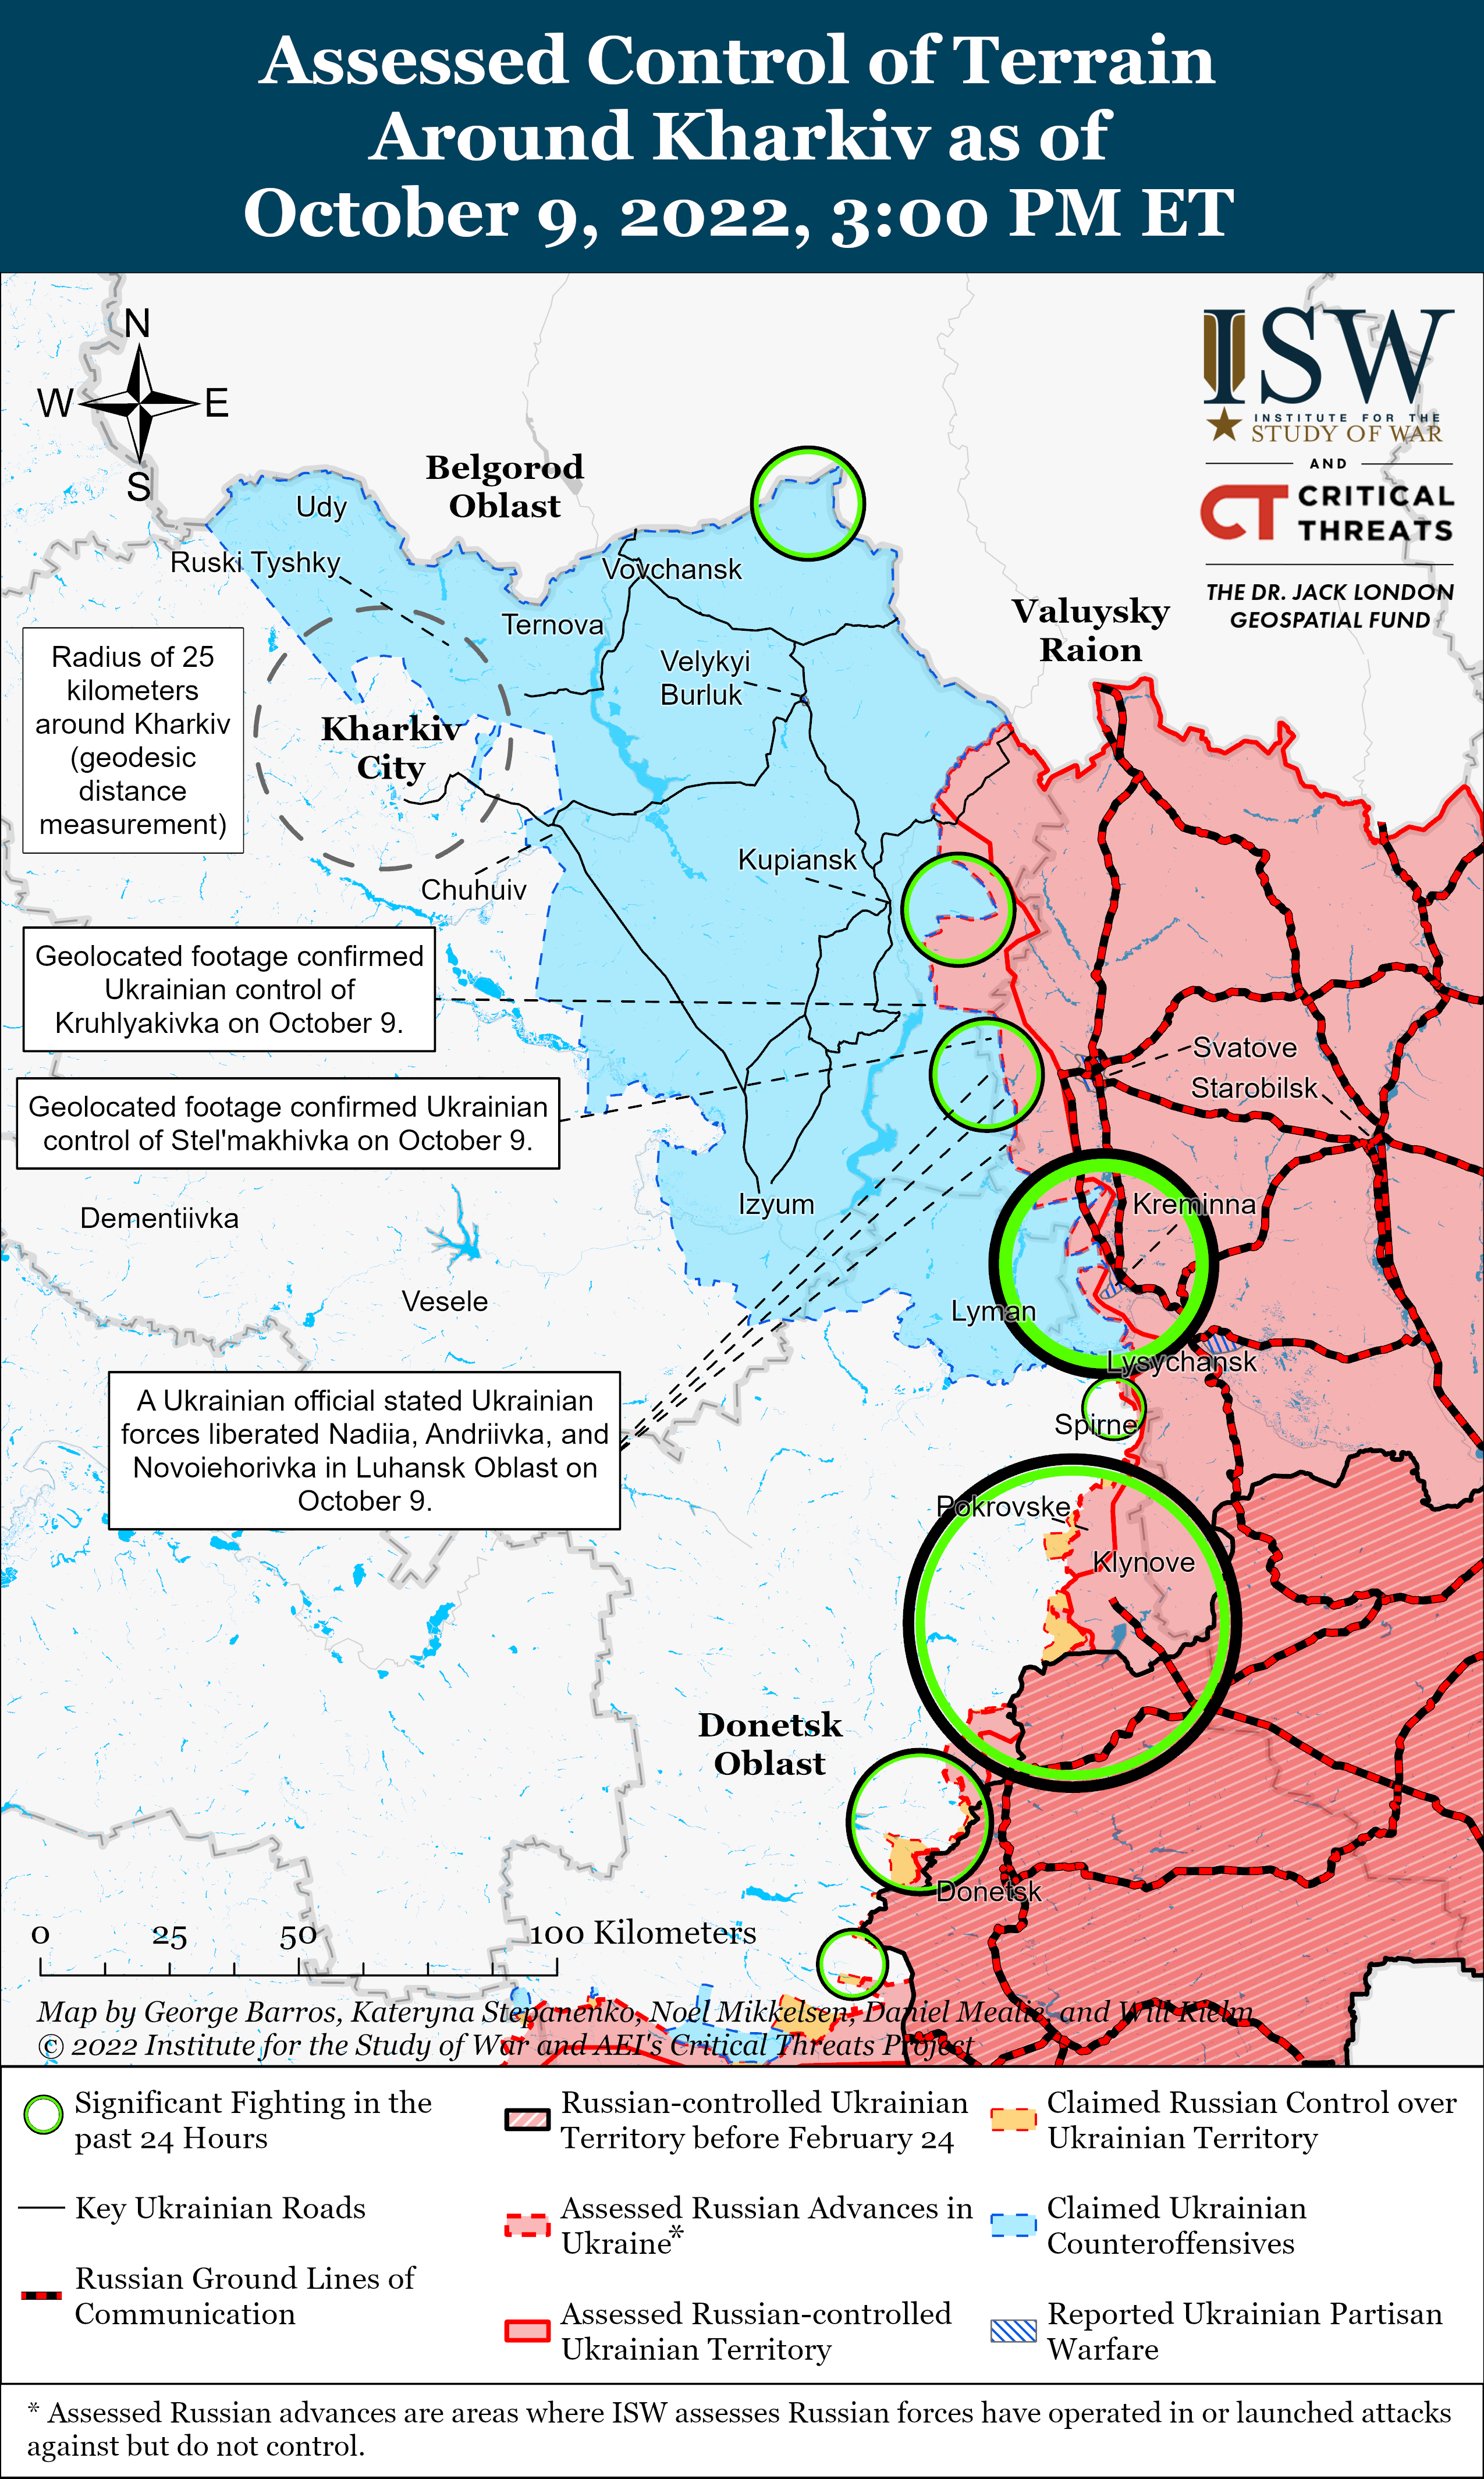 Assessed Control of Terrain
Around Kharkiv as of
October 9, 2022, 3:00 PM ET
N
W
E
S
ISW
INSTITUTE FOR THE
STUDY OF WAR
AND
CT CRITICAL
THREATS
THE DR. JACK LONDON
GEOSPATIAL FUND
Belgorod
Oblast
Udy
Ruski Tyshky
Vovchansk
Ternova
Valuysky
Raion
Velykyi
Burluk
Radius of 25
kilometers
around Kharkiv
(geodesic
distance
measurement)
Kharkiv
City
Kupiansk
Chuhuiv
Geolocated footage confirmed
Ukrainian control of
Kruhlyakivka on October 9.
Svatove
Starobilsk
Geolocated footage confirmed Ukrainian
control of Stel'makhivka on October 9.
Izyum
Kreminna
Dementiivka
Vesele
Lyman
Lysychansk
Spirne
A Ukrainian official stated Ukrainian
forces liberated Nadiia, Andriivka, and
Novoiehorivka in Luhansk Oblast on
October 9.
Pokrovske
Klynove
Donetsk
Oblast
Donetsk
0 25 50 100 Kilometers
Map by George Barros, Kateryna Stepanenko, Noel Mikkelsen, Daniel Mealie, and Will Kielm
© 2022 Institute for the Study of War and AEI's Critical Threats Project
Significant Fighting in the
past 24 Hours
Key Ukrainian Roads
Russian Ground Lines of
Communication
Russian-controlled Ukrainian
Territory before February 24
Assessed Russian Advances in
Ukraine*
Assessed Russian-controlled
Ukrainian Territory
Claimed Russian Control over
Ukrainian Territory
Claimed Ukrainian
Counteroffensives
Reported Ukrainian Partisan
Warfare
* Assessed Russian advances are areas where ISW assesses Russian forces have operated in or launched attacks
against but do not control.